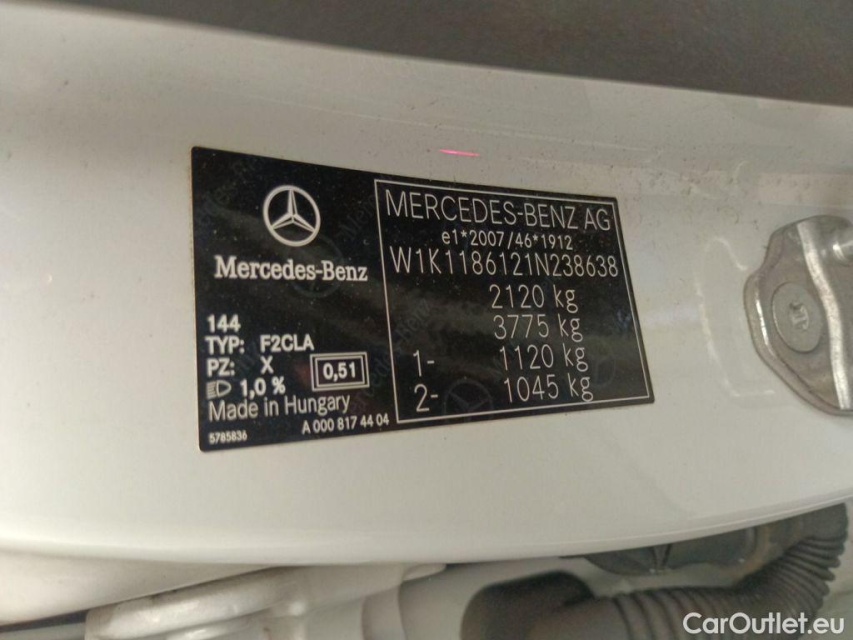 Mercedes-Benz
144
TYP: F2CLA
PZ: X
1,0 %
0,51
Made in Hungary
5785836
A 000 817 44 04
MERCEDES-BENZ AG
e1*2007/46*1912
W1K1186121N238638
2120 kg
3775 kg
1- 1120 kg
2- 1045 kg
CarOutlet.eu